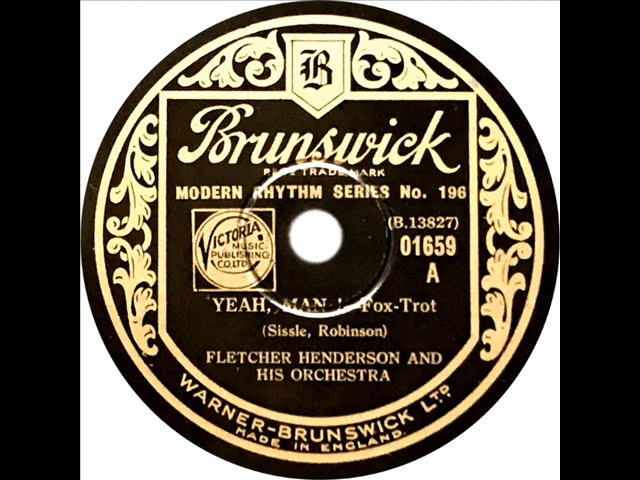 B
Brunswick
REGD TRADE MARK
MODERN RHYTHM SERIES No. 196
(B.13827)
VICTORIA
MUSIC
PUBLISHING
CO. LTD.
01659
A
YEAH, MAN! Fox-Trot
(Sissle, Robinson)
FLETCHER HENDERSON AND
HIS ORCHESTRA
WARNER-BRUNSWICK LTD
MADE IN ENGLAND.